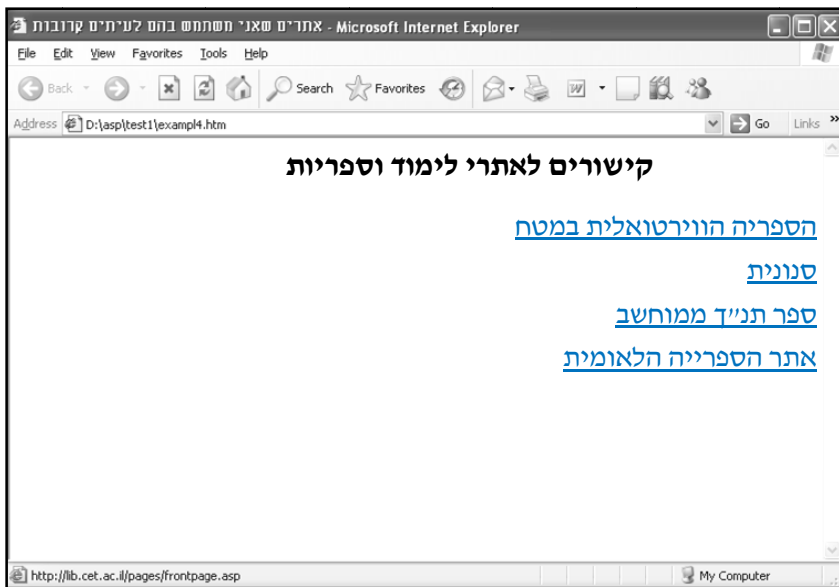 אתרים שאני משתמש בהם לעיתים קרובות - Microsoft Internet Explorer
File Edit View Favorites Tools Help
Back Search Favorites W
Address D:\asp\test1\exampl4.htm Go Links »
קישורים לאתרי לימוד וספריות
הספריה הווירטואלית במטח
סנונית
ספר תנ״ך ממוחשב
אתר הספרייה הלאומית
http://lib.cet.ac.il/pages/frontpage.asp My Computer